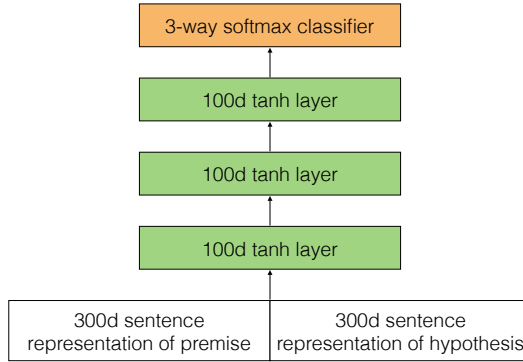 3-way softmax classifier
100d tanh layer
100d tanh layer
100d tanh layer
300d sentence
representation of premise
300d sentence
representation of hypothesis